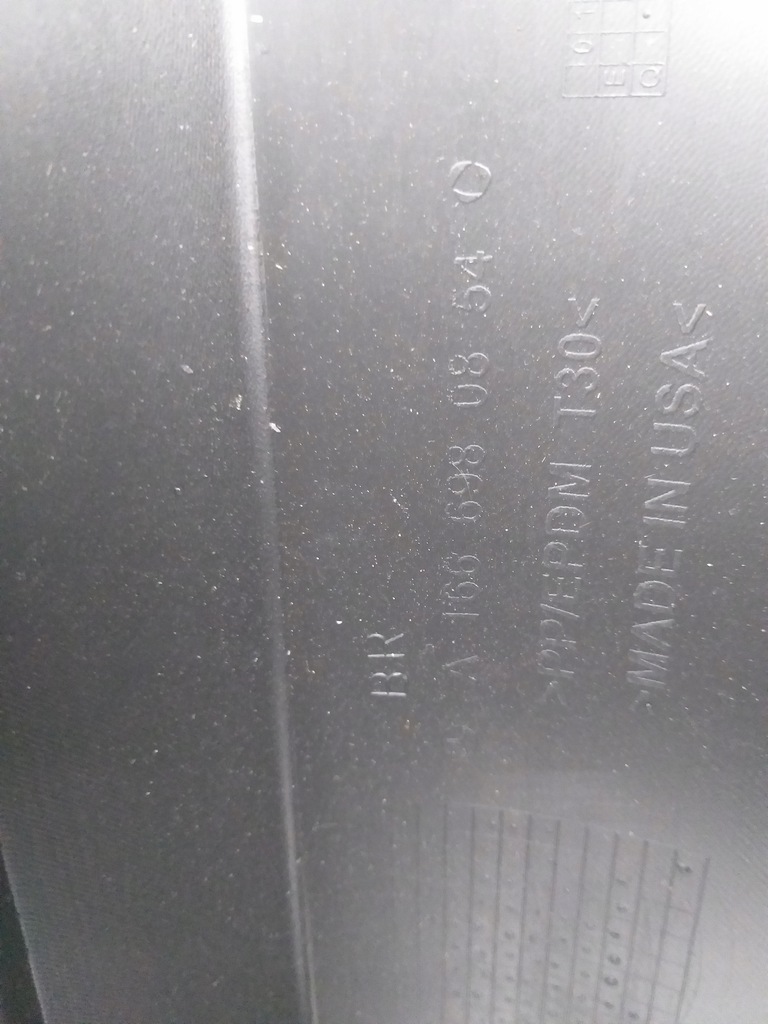 BR
A 166 698 08 54
>PP/EPDM T30<
>MADE IN USA<